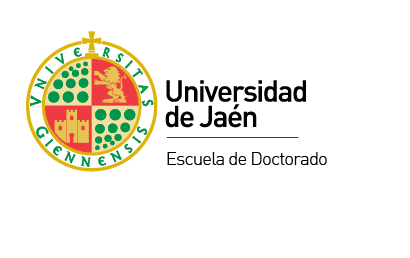 VNIVERSITAS
GIENNENSIS
Universidad
de Jaén
Escuela de Doctorado